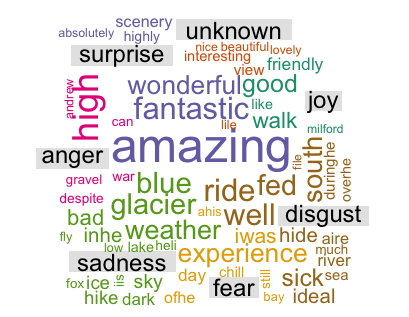 scenery
unknown
absolutely
highly
nice beautiful lovely
surprise
interesting
friendly
view
wonderful
good
joy
andrew
high
fantastic
like
can
lile
walk
milford
amazing
anger
file
south
duringhe
overhe
gravel
war
blue
ride
fed
despite
glacier
ahis
well
disgust
bad
weather
fly
inhe
iwas
hide
aire
low lake
heli
experience
much
river
sadness
day
chill
still
sick
sea
fox
ice
ils
sky
fear
hike
dark
ofhe
bay
ideal